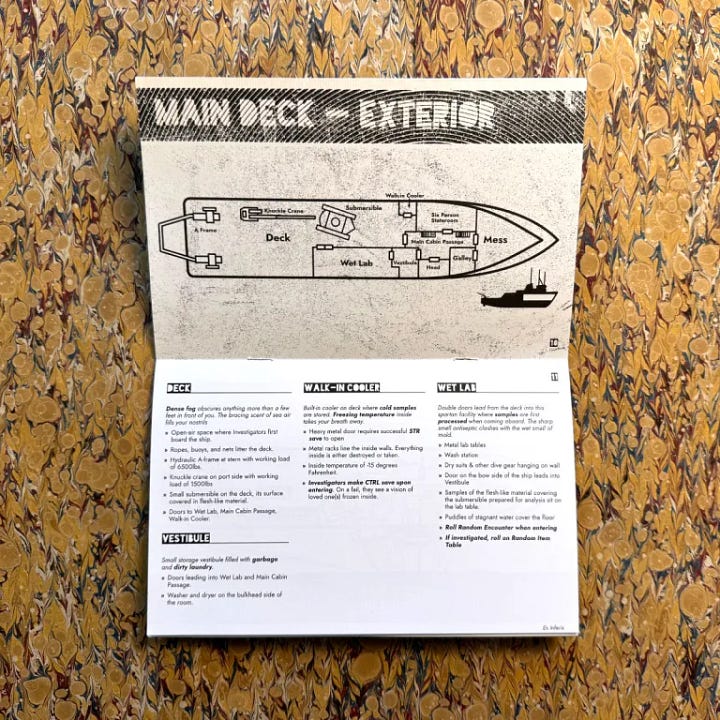 MAIN DECK — EXTERIOR
Walk-in Cooler
Knuckle Crane
Submersible
Six Person
Stateroom
A Frame
Deck
Main Cabin Passage
Mess
Wet Lab
Vestibule
Head
Galley
10
11
DECK
Dense fog obscures anything more than a few
feet in front of you. The bracing scent of sea air
fills your nostrils
» Open-air space where Investigators first
board the ship.
» Ropes, buoys, and nets litter the deck.
» Hydraulic A-frame at stern with working load
of 6500lbs.
» Knuckle crane on port side with working
load of 1500lbs
» Small submersible on the deck, its surface
covered in flesh-like material.
» Doors to Wet Lab, Main Cabin Passage,
Walk-in Cooler.
VESTIBULE
Small storage vestibule filled with garbage
and dirty laundry.
» Doors leading into Wet Lab and Main Cabin
Passage.
» Washer and dryer on the bulkhead side of
the room.
WALK-IN COOLER
Built-in cooler on deck where cold samples
are stored. Freezing temperature inside
takes your breath away.
» Heavy metal door requires successful STR
save to open
» Metal racks line the inside walls. Everything
inside is either destroyed or taken.
» Inside temperature of -15 degrees
Fahrenheit.
» Investigators make CTRL save upon
entering. On a fail, they see a vision of
loved one(s) frozen inside.
WET LAB
Double doors lead from the deck into this
spartan facility where samples are first
processed when coming aboard. The sharp
smell antiseptic clashes with the wet smell of
mold.
» Metal lab tables
» Wash station
» Dry suits & other dive gear hanging on wall
» Door on the bow side of the ship leads into
Vestibule
» Samples of the flesh-like material covering
the submersible prepared for analysis sit on
the lab table.
» Puddles of stagnant water cover the floor
» Roll Random Encounter when entering
» If investigated, roll on Random Item
Table
Ex Inferis